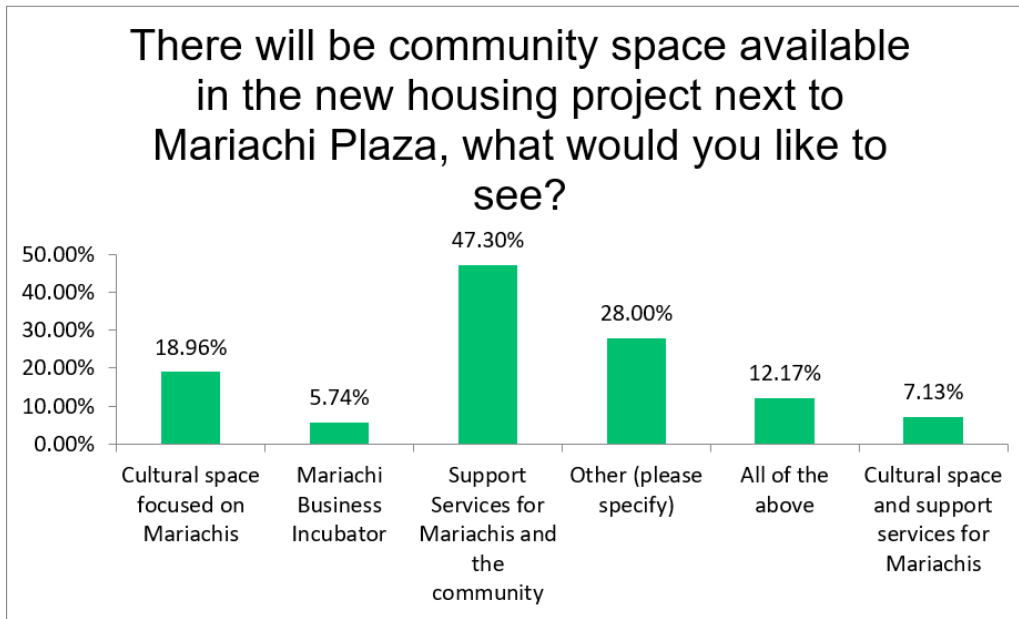 There will be community space available
in the new housing project next to
Mariachi Plaza, what would you like to
see?
50.00%
40.00%
30.00%
20.00%
10.00%
0.00%
18.96%
5.74%
47.30%
28.00%
12.17%
7.13%
Cultural space
focused on
Mariachis
Mariachi
Business
Incubator
Support
Services for
Mariachis and
the
community
Other (please
specify)
All of the
above
Cultural space
and support
services for
Mariachis